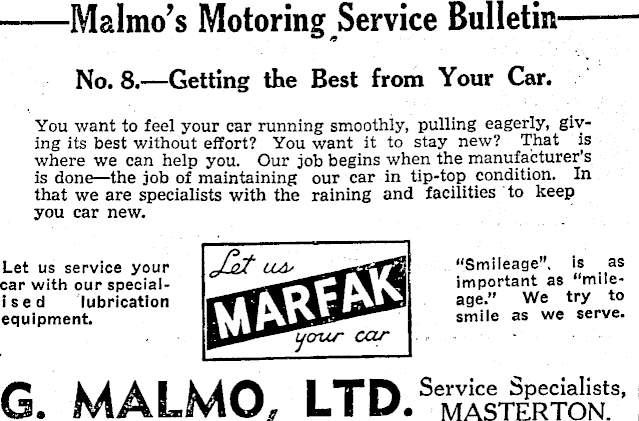 Malmo's Motoring Service Bulletin
No. 8.—Getting the Best from Your Car.
You want to feel your car running smoothly, pulling eagerly, giv-
ing its best without effort? You want it to stay new? That is
where we can help you. Our job begins when the manufacturer's
is done—the job of maintaining our car in tip-top condition. In
that we are specialists with the raining and facilities to keep
you car new.
Let us service your
car with our special-
ised lubrication
equipment.
Let us
MARFAK
your car
"Smileage", is as
important as "mile-
age." We try to
smile as we serve.
G. MALMO, LTD.
Service Specialists,
MASTERTON.